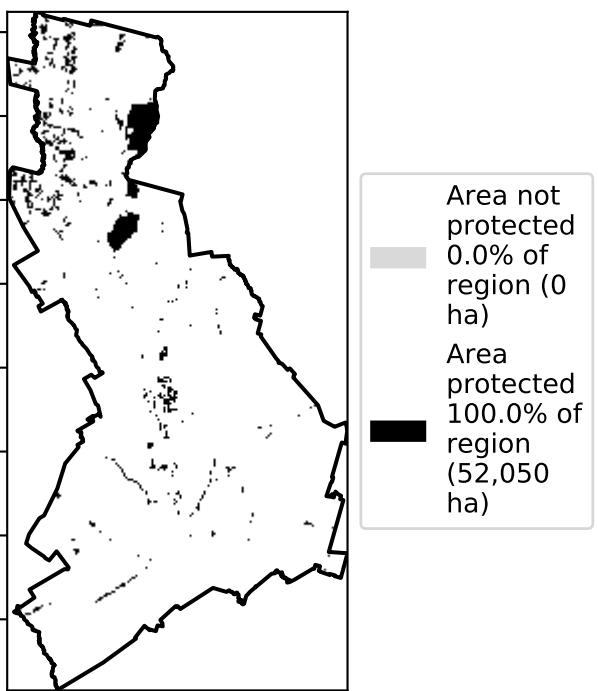 Area not
protected
0.0% of
region (0
ha)
Area
protected
100.0% of
region
(52,050
ha)